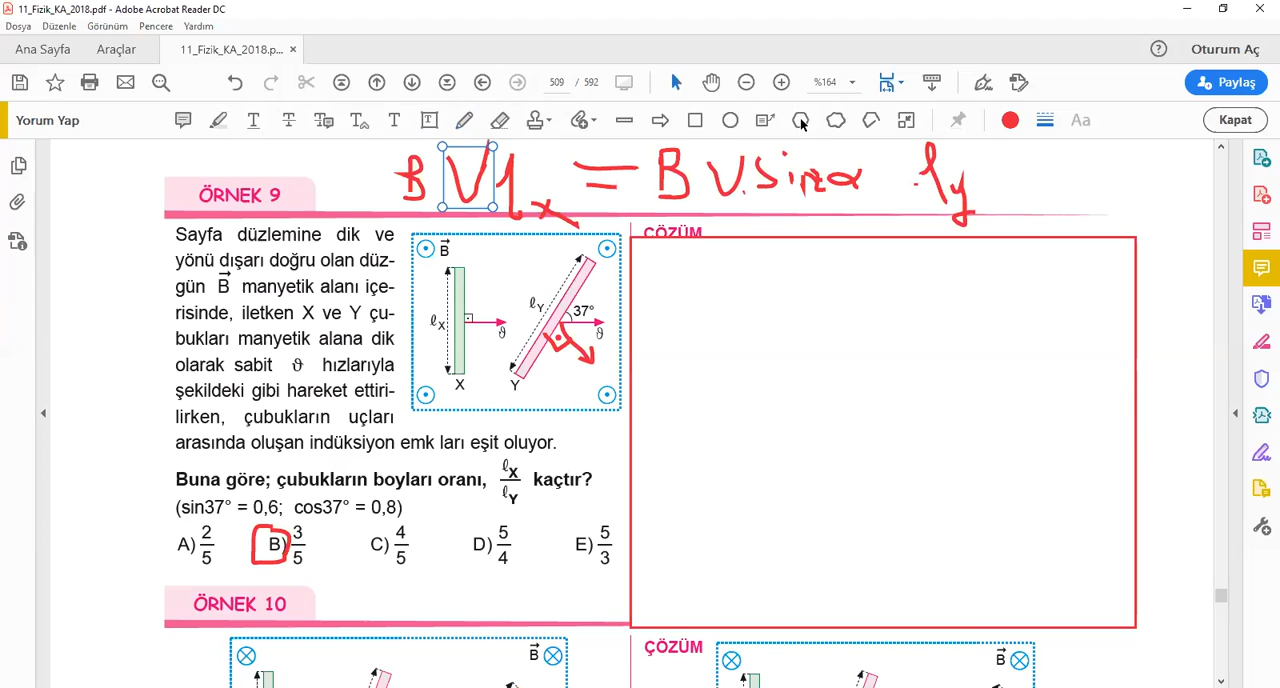 11_Fizik_KA_2018.pdf - Adobe Acrobat Reader DC
Dosya Düzenle Görünüm Pencere Yardım
Ana Sayfa Araçlar 11_Fizik_KA_2018.p... × Oturum Aç
509 / 592 %164 Paylaş
Yorum Yap Aa Kapat
B V l x = B V. Sin α . l y
ÖRNEK 9
ÇÖZÜM
Sayfa düzlemine dik ve
yönü dışarı doğru olan düz-
gün B manyetik alanı içe-
risinde, iletken X ve Y çu-
bukları manyetik alana dik
olarak sabit ϑ hızlarıyla
şekildeki gibi hareket ettiri-
lirken, çubukların uçları
arasında oluşan indüksiyon emk ları eşit oluyor.
B
ℓY
37°
ℓX
ϑ
ϑ
X
Y
Buna göre; çubukların boyları oranı, ℓX/ℓY kaçtır?
(sin37° = 0,6; cos37° = 0,8)
A) 2/5 B) 3/5 C) 4/5 D) 5/4 E) 5/3
ÖRNEK 10
ÇÖZÜM
B
B